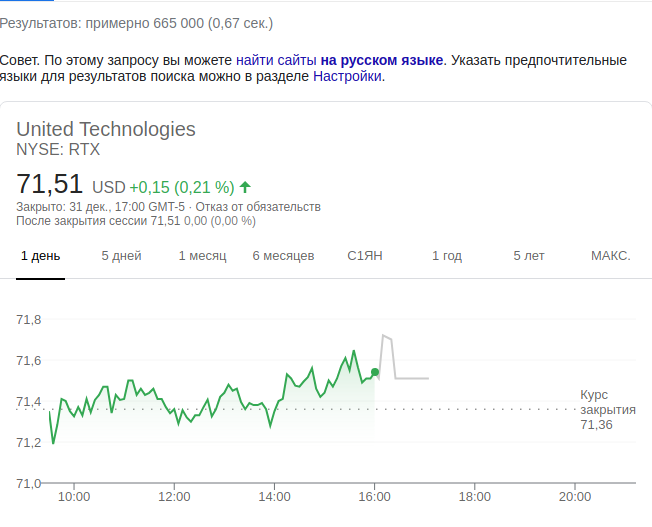 Результатов: примерно 665 000 (0,67 сек.)
Совет. По этому запросу вы можете найти сайты на русском языке. Указать предпочтительные
языки для результатов поиска можно в разделе Настройки.
United Technologies
NYSE: RTX
71,51 USD +0,15 (0,21 %)
Закрыто: 31 дек., 17:00 GMT-5 · Отказ от обязательств
После закрытия сессии 71,51 0,00 (0,00 %)
1 день 5 дней 1 месяц 6 месяцев С1ЯН 1 год 5 лет МАКС.
71,8
71,6
71,4
71,2
71,0
Курс
закрытия
71,36
10:00 12:00 14:00 16:00 18:00 20:00